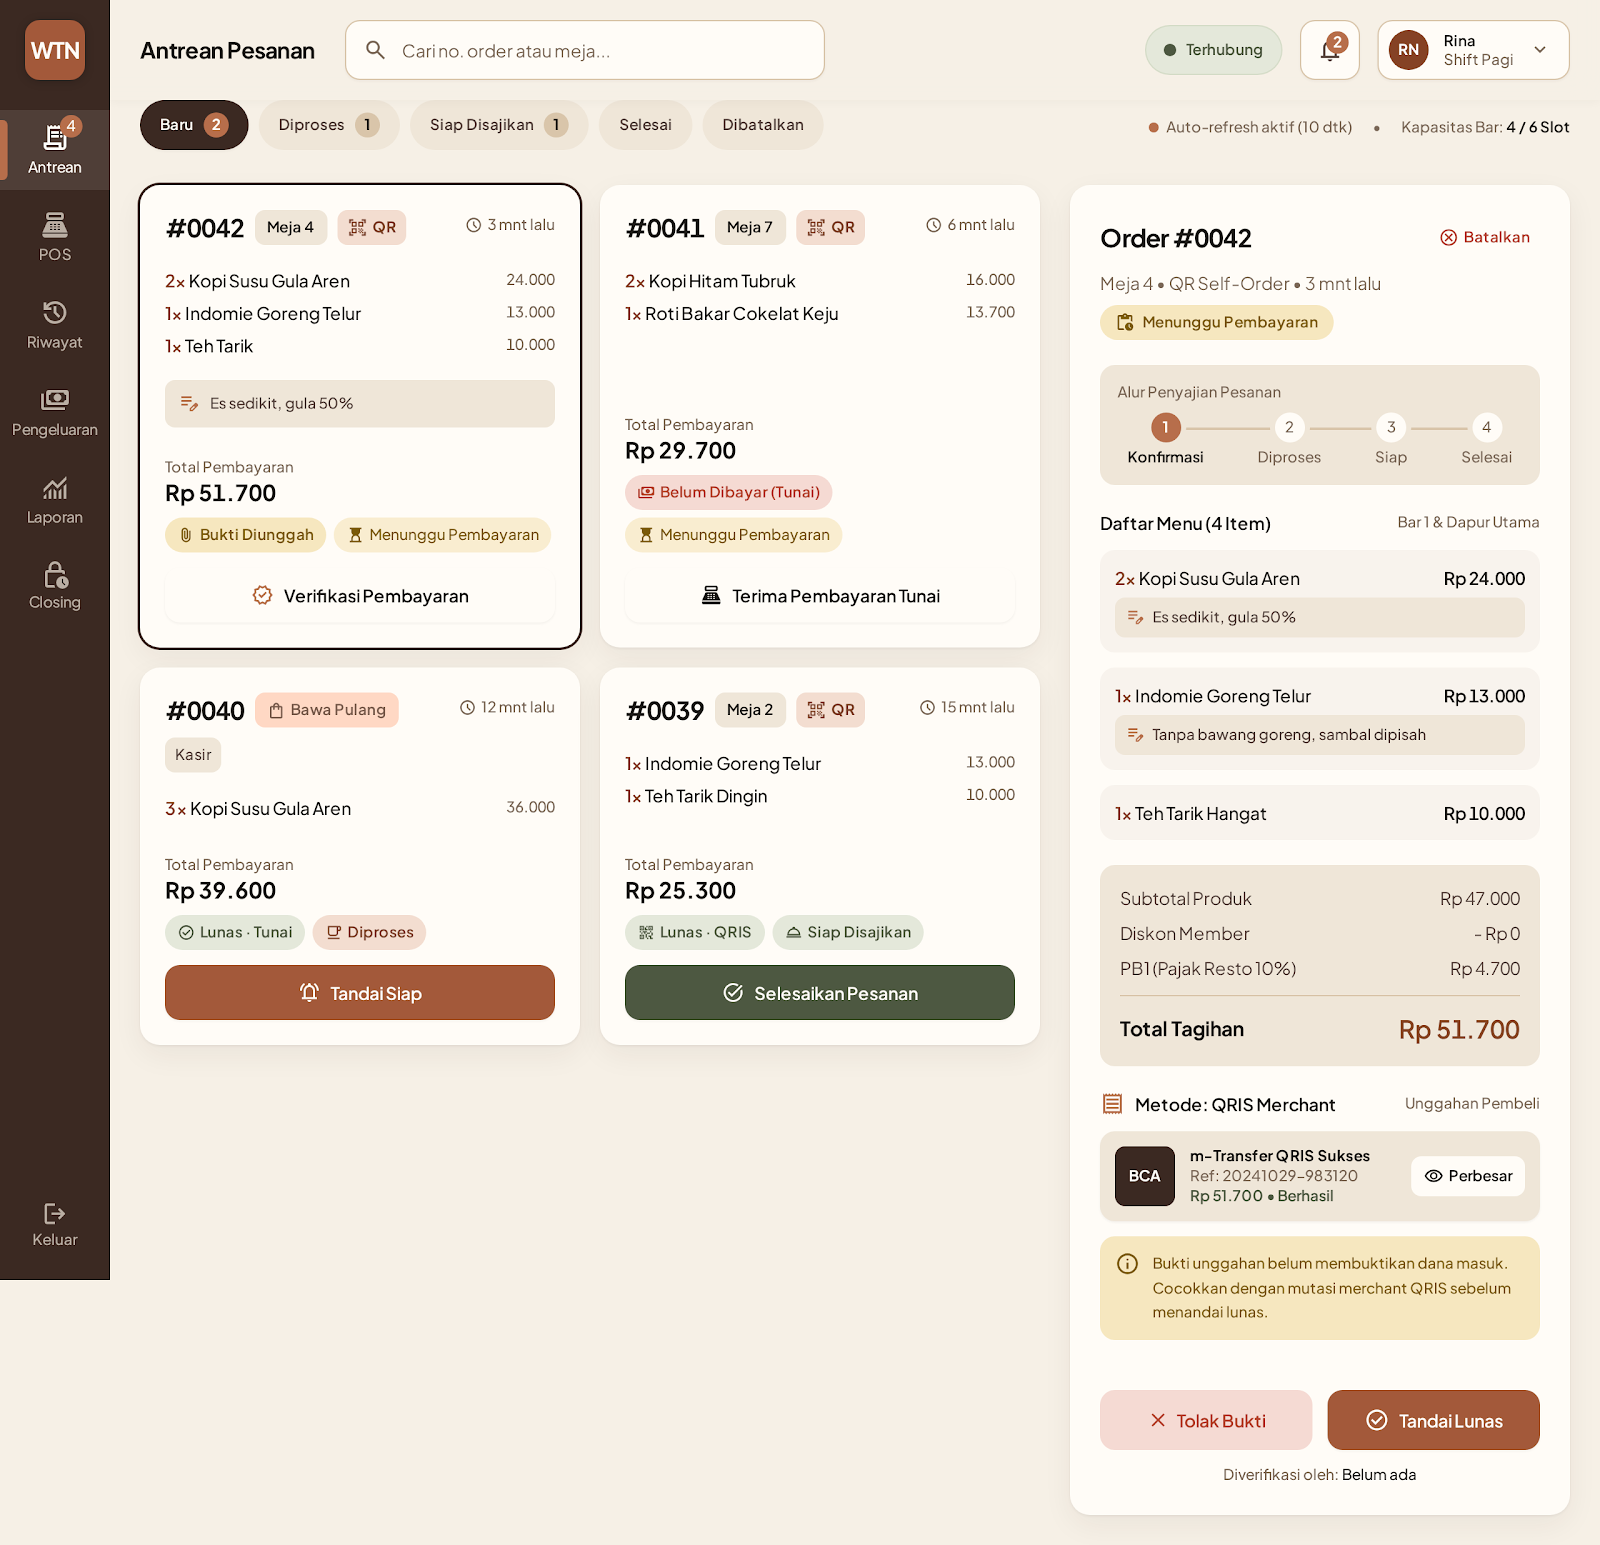 WTN
Antrean Pesanan
Cari no. order atau meja...
Terhubung
2
RN
Rina
Shift Pagi
4
Antrean
POS
Riwayat
Pengeluaran
Laporan
Closing
Keluar
Baru 2
Diproses 1
Siap Disajikan 1
Selesai
Dibatalkan
Auto-refresh aktif (10 dtk) • Kapasitas Bar: 4 / 6 Slot
#0042 Meja 4 QR 3 mnt lalu
2× Kopi Susu Gula Aren 24.000
1× Indomie Goreng Telur 13.000
1× Teh Tarik 10.000
Es sedikit, gula 50%
Total Pembayaran
Rp 51.700
Bukti Diunggah
Menunggu Pembayaran
Verifikasi Pembayaran
#0041 Meja 7 QR 6 mnt lalu
2× Kopi Hitam Tubruk 16.000
1× Roti Bakar Cokelat Keju 13.700
Total Pembayaran
Rp 29.700
Belum Dibayar (Tunai)
Menunggu Pembayaran
Terima Pembayaran Tunai
#0040 Bawa Pulang 12 mnt lalu
Kasir
3× Kopi Susu Gula Aren 36.000
Total Pembayaran
Rp 39.600
Lunas · Tunai
Diproses
Tandai Siap
#0039 Meja 2 QR 15 mnt lalu
1× Indomie Goreng Telur 13.000
1× Teh Tarik Dingin 10.000
Total Pembayaran
Rp 25.300
Lunas · QRIS
Siap Disajikan
Selesaikan Pesanan
Order #0042
Batalkan
Meja 4 • QR Self-Order • 3 mnt lalu
Menunggu Pembayaran
Alur Penyajian Pesanan
1 2 3 4
Konfirmasi Diproses Siap Selesai
Daftar Menu (4 Item) Bar 1 & Dapur Utama
2× Kopi Susu Gula Aren Rp 24.000
Es sedikit, gula 50%
1× Indomie Goreng Telur Rp 13.000
Tanpa bawang goreng, sambal dipisah
1× Teh Tarik Hangat Rp 10.000
Subtotal Produk Rp 47.000
Diskon Member - Rp 0
PB1 (Pajak Resto 10%) Rp 4.700
Total Tagihan Rp 51.700
Metode: QRIS Merchant Unggahan Pembeli
BCA
m-Transfer QRIS Sukses
Ref: 20241029-983120
Rp 51.700 • Berhasil
Perbesar
Bukti unggahan belum membuktikan dana masuk.
Cocokkan dengan mutasi merchant QRIS sebelum
menandai lunas.
Tolak Bukti
Tandai Lunas
Diverifikasi oleh: Belum ada